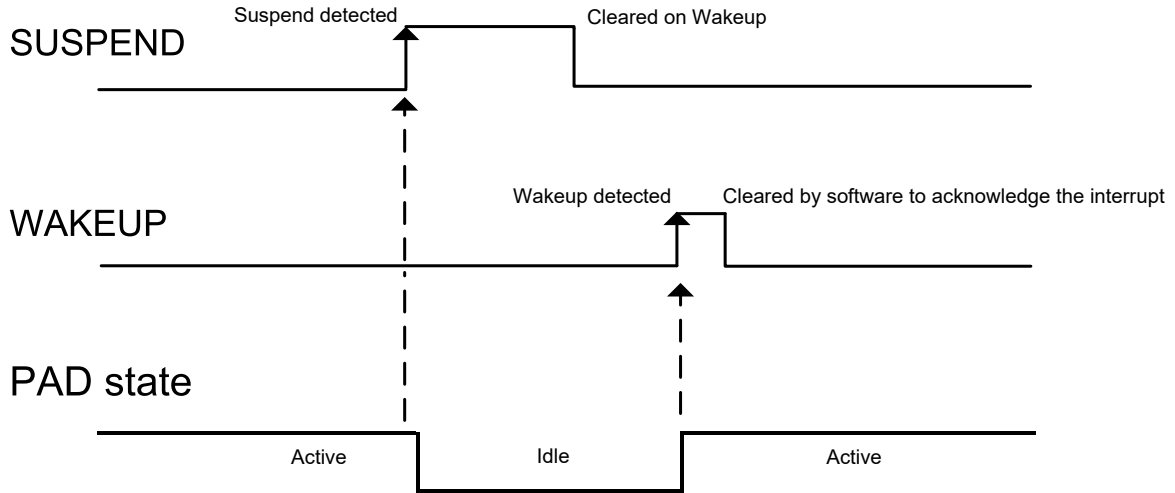 Suspend detected
Cleared on Wakeup
SUSPEND
Wakeup detected
Cleared by software to acknowledge the interrupt
WAKEUP
PAD state
Active
Idle
Active